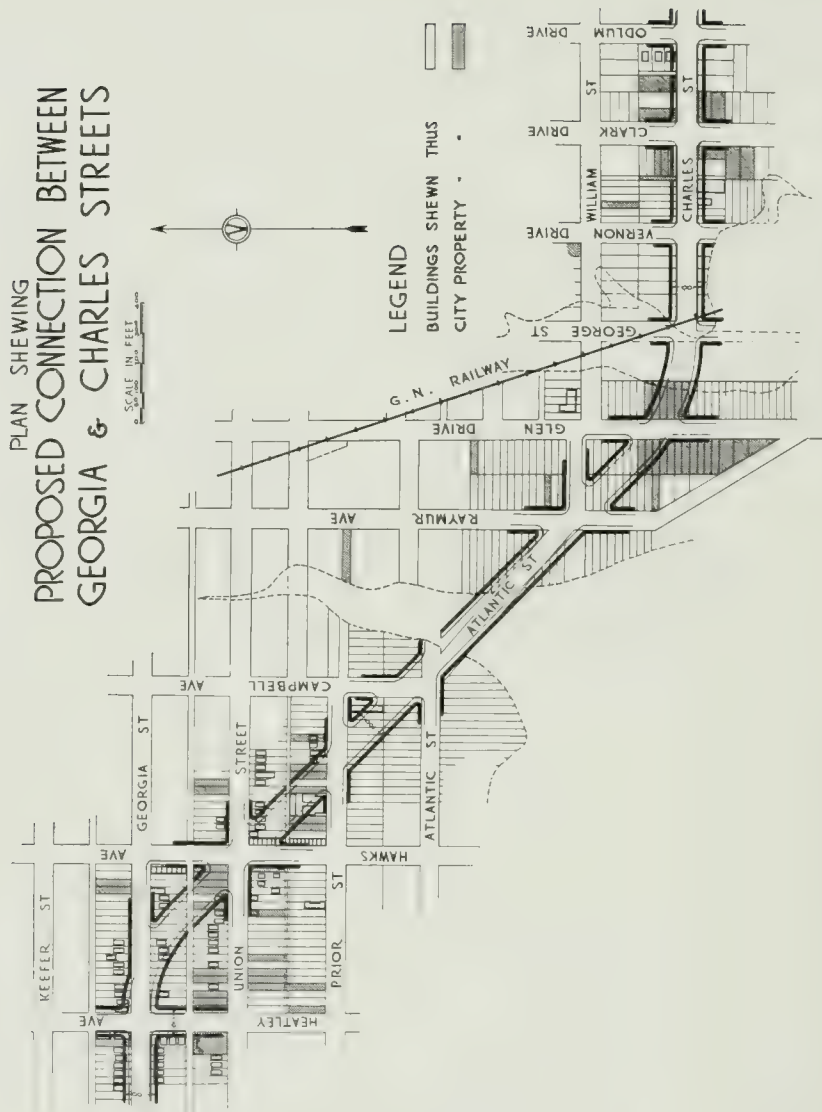 PLAN SHEWING
PROPOSED CONNECTION BETWEEN
GEORGIA & CHARLES STREETS
SCALE IN FEET
LEGEND
BUILDINGS SHEWN THUS
CITY PROPERTY " "
KEEFER ST
GEORGIA ST
UNION STREET
PRIOR ST
ATLANTIC ST
ATLANTIC ST
HEATLEY AVE
HAWKS AVE
CAMPBELL AVE
RAYMUR AVE
GLEN DRIVE
G. N. RAILWAY
GEORGE ST
VERNON DRIVE
CLARK DRIVE
ODLUM DRIVE
WILLIAM ST
CHARLES ST